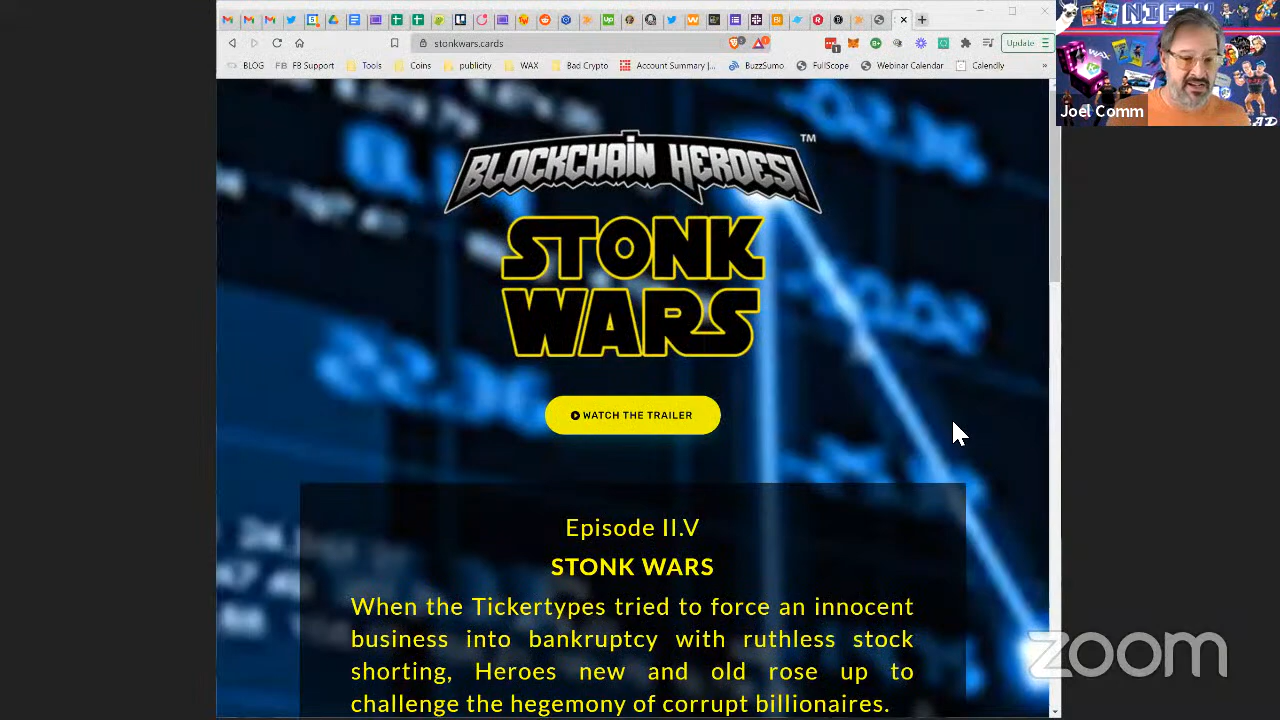 stonkwars.cards
Update
BLOG
FB Support
Tools
Coins
publish
WAX
Bad Crypto
Account Summary |...
BuzzSumo
FullScope
Webinar Calendar
Calendly
»
Joel Comm
BLOCKCHAIN HEROES!™
STONK
WARS
WATCH THE TRAILER
Episode II.V
STONK WARS
When the Tickertypes tried to force an innocent
business into bankruptcy with ruthless stock
shorting, Heroes new and old rose up to
challenge the hegemony of corrupt billionaires.
zoom